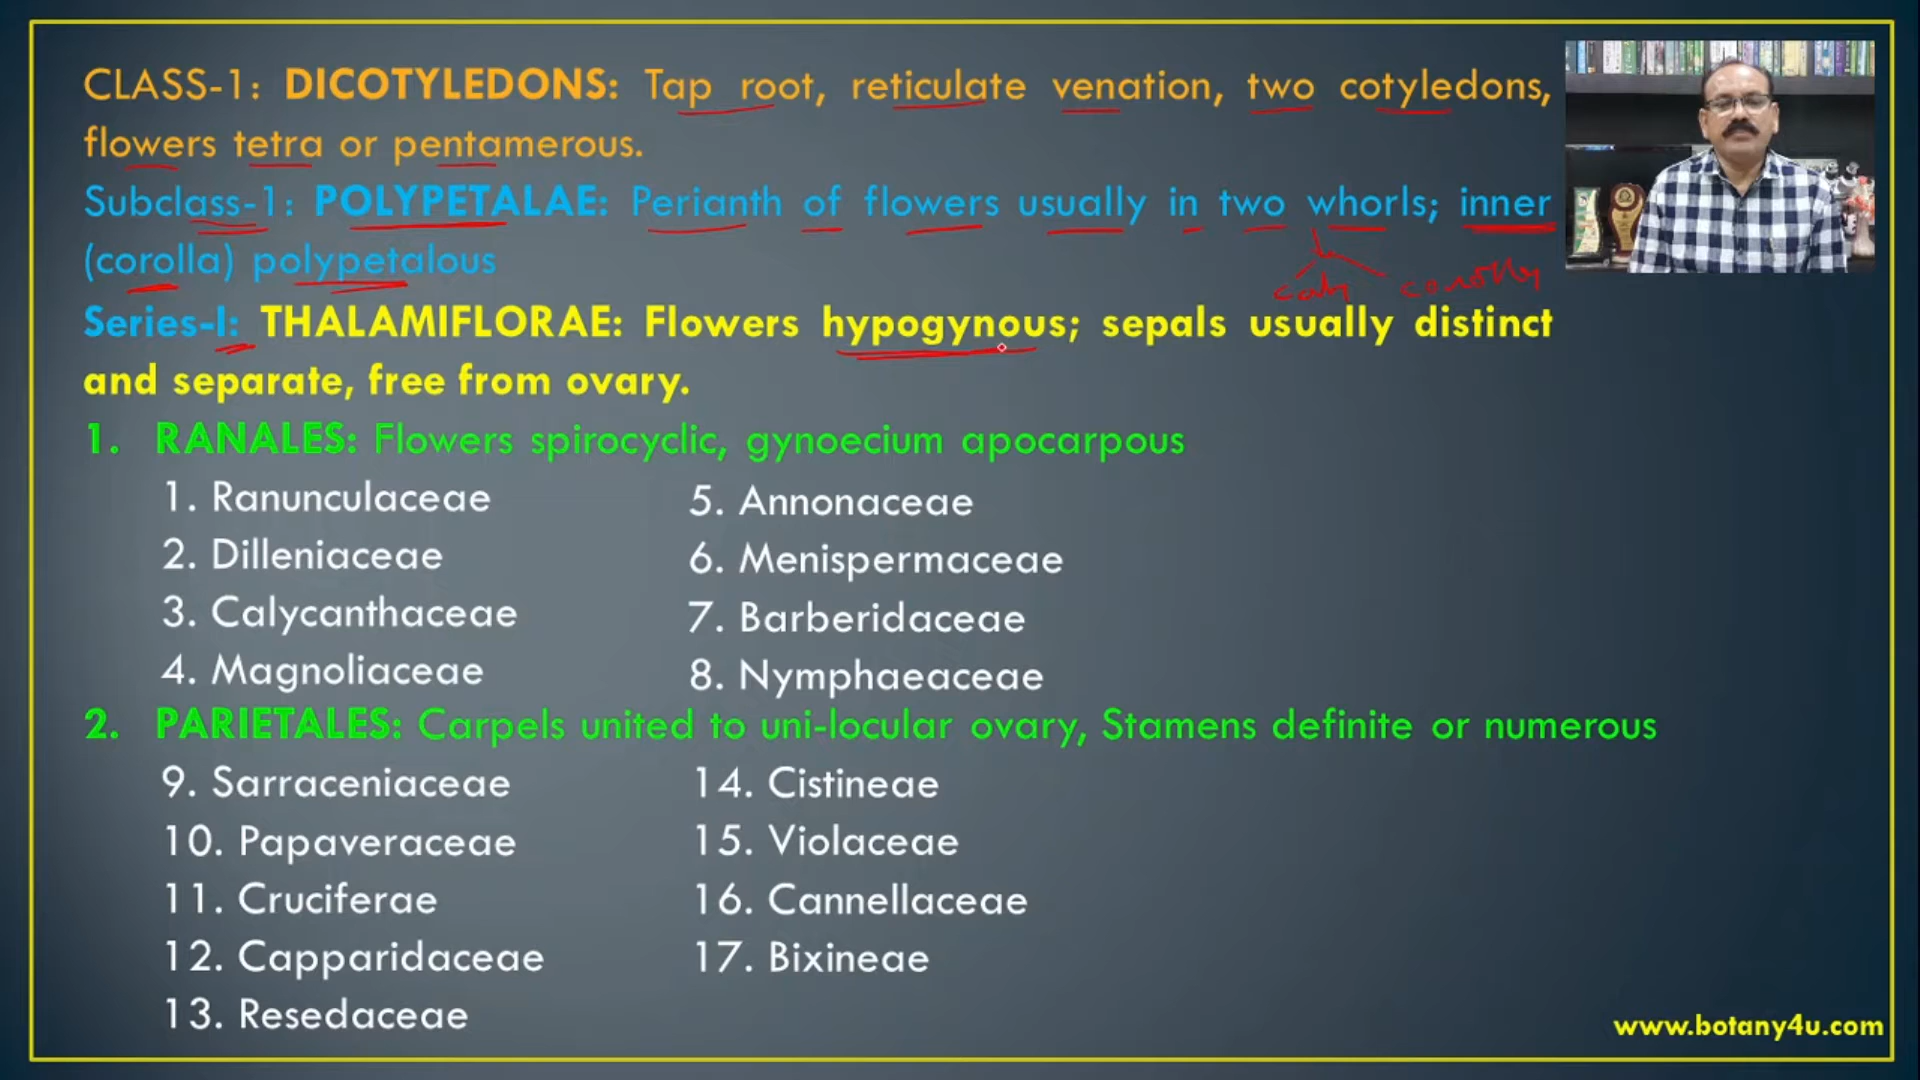 CLASS-1: DICOTYLEDONS: Tap root, reticulate venation, two cotyledons,
flowers tetra or pentamerous.
Subclass-1: POLYPETALAE: Perianth of flowers usually in two whorls; inner
(corolla) polypetalous
Series-I: THALAMIFLORAE: Flowers hypogynous; sepals usually distinct
and separate, free from ovary.
1. RANALES: Flowers spirocyclic, gynoecium apocarpous
1. Ranunculaceae
2. Dilleniaceae
3. Calycanthaceae
4. Magnoliaceae
5. Annonaceae
6. Menispermaceae
7. Barberidaceae
8. Nymphaeaceae
2. PARIETALES: Carpels united to uni-locular ovary, Stamens definite or numerous
9. Sarraceniaceae
10. Papaveraceae
11. Cruciferae
12. Capparidaceae
13. Resedaceae
14. Cistineae
15. Violaceae
16. Cannellaceae
17. Bixineae
www.botany4u.com